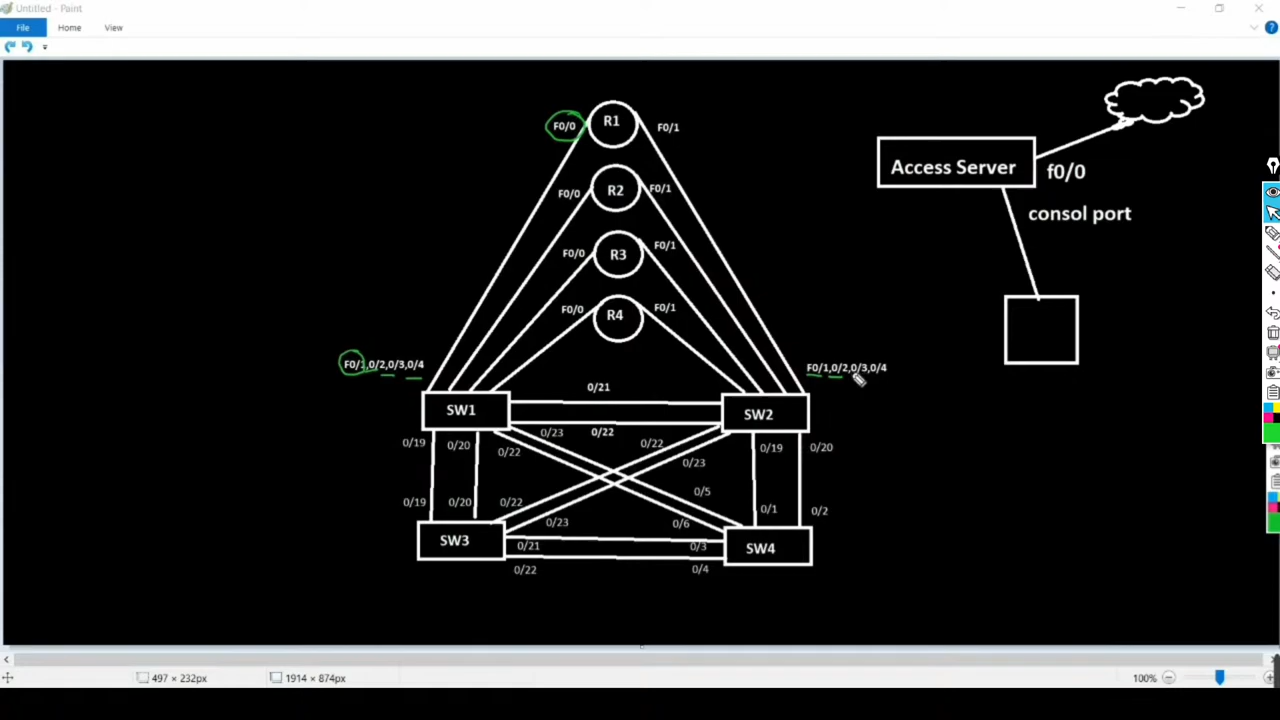 Untitled - Paint
File Home View
F0/0 R1 F0/1
F0/0 R2 F0/1
F0/0 R3 F0/1
F0/0 R4 F0/1
Access Server f0/0
consol port
F0/1,0/2,0/3,0/4
F0/1,0/2,0/3,0/4
0/21
SW1 SW2
0/22
0/19 0/20 0/22 0/23
0/22 0/23 0/19 0/20
0/19 0/20 0/22 0/23
0/5 0/6 0/1 0/2
SW3 SW4
0/21 0/3
0/22 0/4
497 × 232px 1914 × 874px 100%